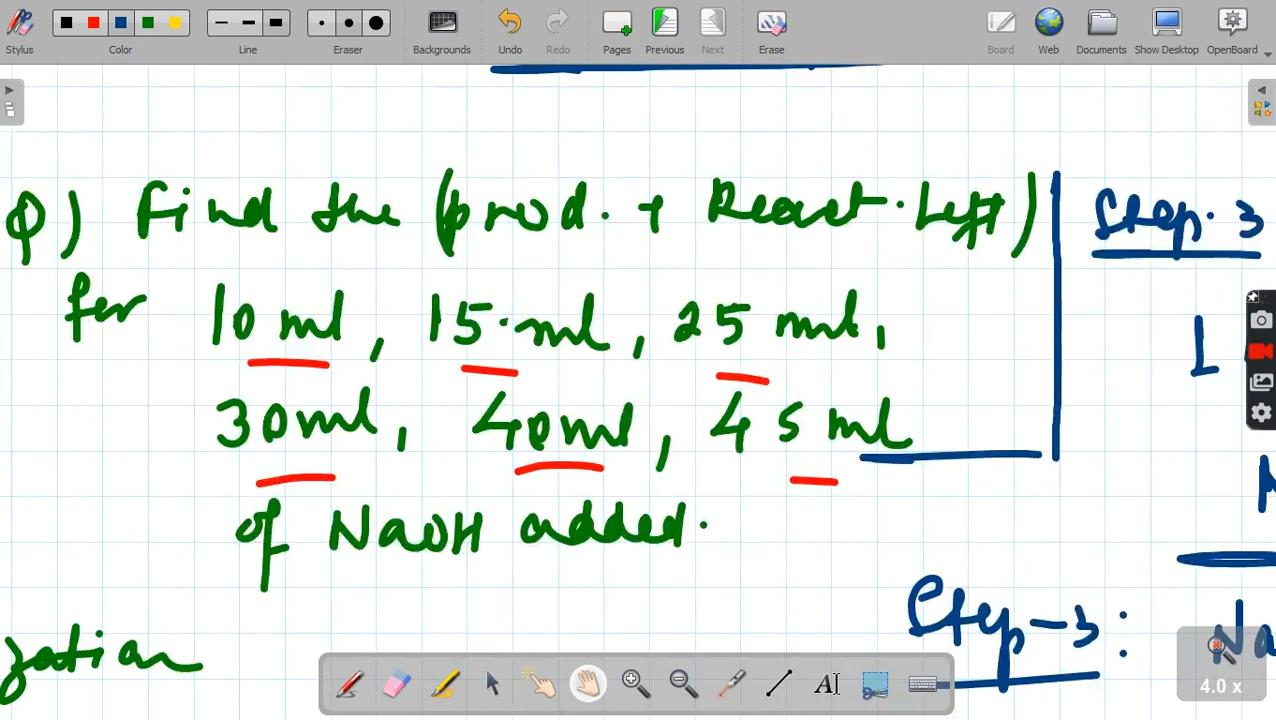 Stylus Color Line Eraser Backgrounds Undo Redo Pages Previous Next Erase Board Web Documents Show Desktop OpenBoard
Q) Find the (prod. + React. Left)
for 10 ml, 15 ml, 25 ml,
30 ml, 40 ml, 45 ml
of NaOH added.
zation
Step. 3
I
Step-3: Na
4.0 x